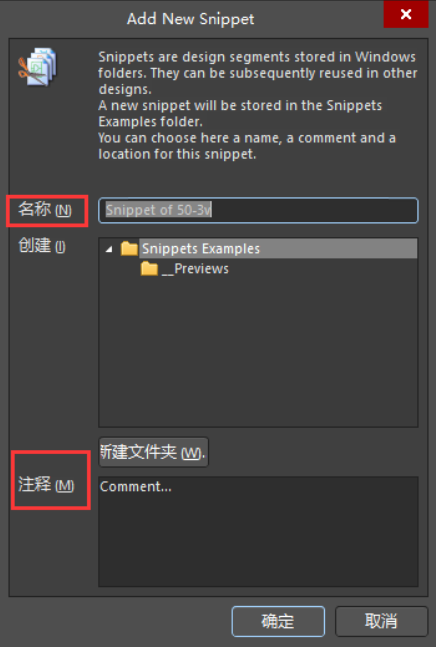 Add New Snippet
Snippets are design segments stored in Windows
folders. They can be subsequently reused in other
designs.
A new snippet will be stored in the Snippets
Examples folder.
You can choose here a name, a comment and a
location for this snippet.
名称 (N)
Snippet of 50-3v
创建 (I)
Snippets Examples
__Previews
新建文件夹 (W).
注释 (M)
Comment...
确定
取消